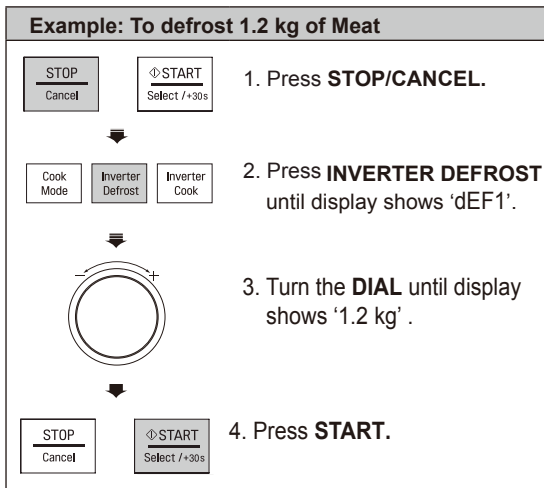 Example: To defrost 1.2 kg of Meat
STOP
Cancel
START
Select /+30s
1. Press STOP/CANCEL.
Cook
Mode
Inverter
Defrost
Inverter
Cook
2. Press INVERTER DEFROST
until display shows ‘dEF1’.
– +
3. Turn the DIAL until display
shows ‘1.2 kg’ .
STOP
Cancel
START
Select /+30s
4. Press START.